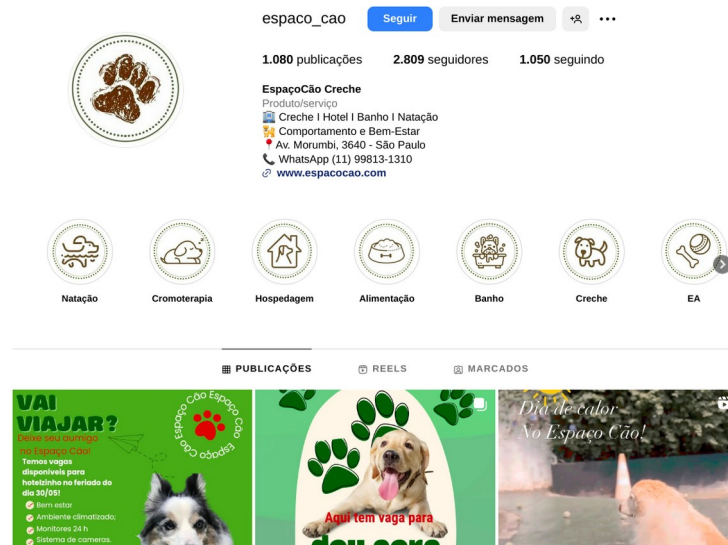 espaco_cao
Seguir
Enviar mensagem
1.080 publicações 2.809 seguidores 1.050 seguindo
EspaçoCão Creche
Produto/serviço
Creche I Hotel I Banho I Natação
Comportamento e Bem-Estar
Av. Morumbi, 3640 - São Paulo
WhatsApp (11) 99813-1310
www.espacocao.com
Natação
Cromoterapia
Hospedagem
Alimentação
Banho
Creche
EA
PUBLICAÇÕES
REELS
MARCADOS
VAI
VIAJAR?
Deixe seu aumigo
no Espaço Cão!
Temos vagas
disponíveis para
hotelzinho no feriado do
dia 30/05!
Bem estar
Ambiente climatizado;
Monitores 24 h
Sistema de cameras.
Espaço Cão Espaço Cão
Aqui tem vaga para
Dia de calor
No Espaço Cão!